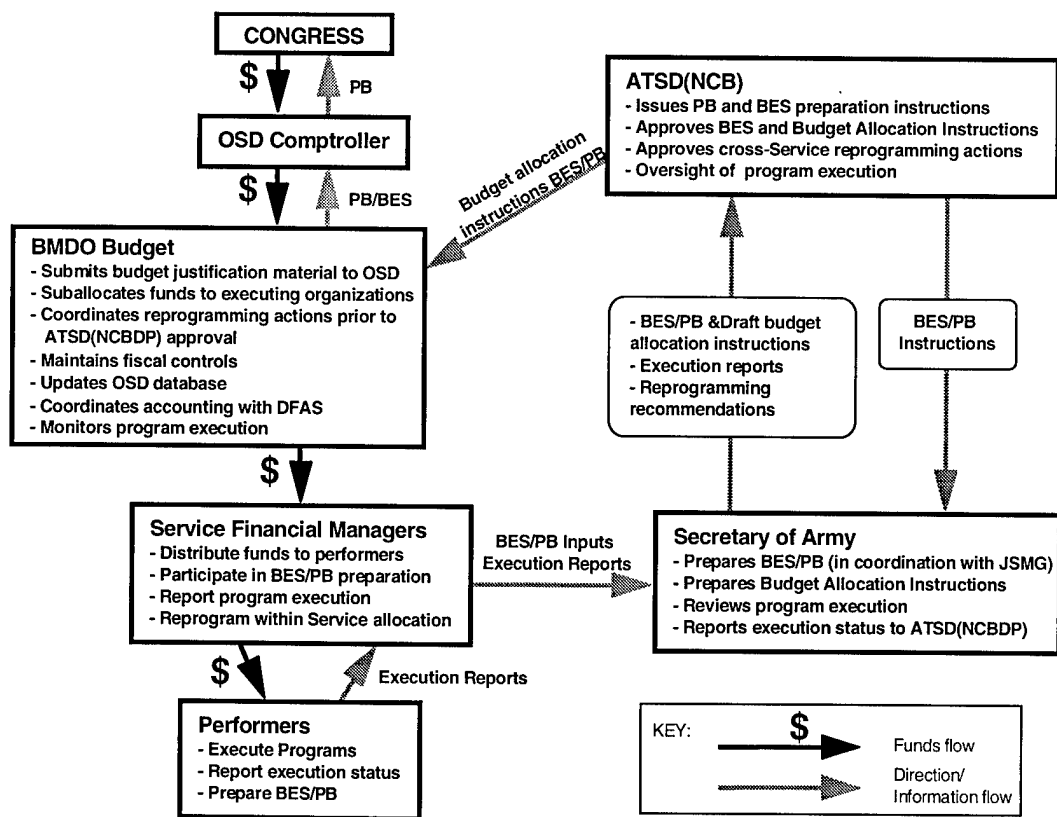 CONGRESS
$
PB
OSD Comptroller
$
PB/BES
Budget allocation
instructions BES/PB
ATSD(NCB)
- Issues PB and BES preparation instructions
- Approves BES and Budget Allocation Instructions
- Approves cross-Service reprogramming actions
- Oversight of program execution
BMDO Budget
- Submits budget justification material to OSD
- Suballocates funds to executing organizations
- Coordinates reprogramming actions prior to
ATSD(NCBDP) approval
- Maintains fiscal controls
- Updates OSD database
- Coordinates accounting with DFAS
- Monitors program execution
- BES/PB &Draft budget
allocation instructions
- Execution reports
- Reprogramming
recommendations
BES/PB
Instructions
$
Service Financial Managers
- Distribute funds to performers
- Participate in BES/PB preparation
- Report program execution
- Reprogram within Service allocation
BES/PB Inputs
Execution Reports
Secretary of Army
- Prepares BES/PB (in coordination with JSMG)
- Prepares Budget Allocation Instructions
- Reviews program execution
- Reports execution status to ATSD(NCBDP)
$
Execution Reports
Performers
- Execute Programs
- Report execution status
- Prepare BES/PB
KEY:
$
Funds flow
Direction/
Information flow